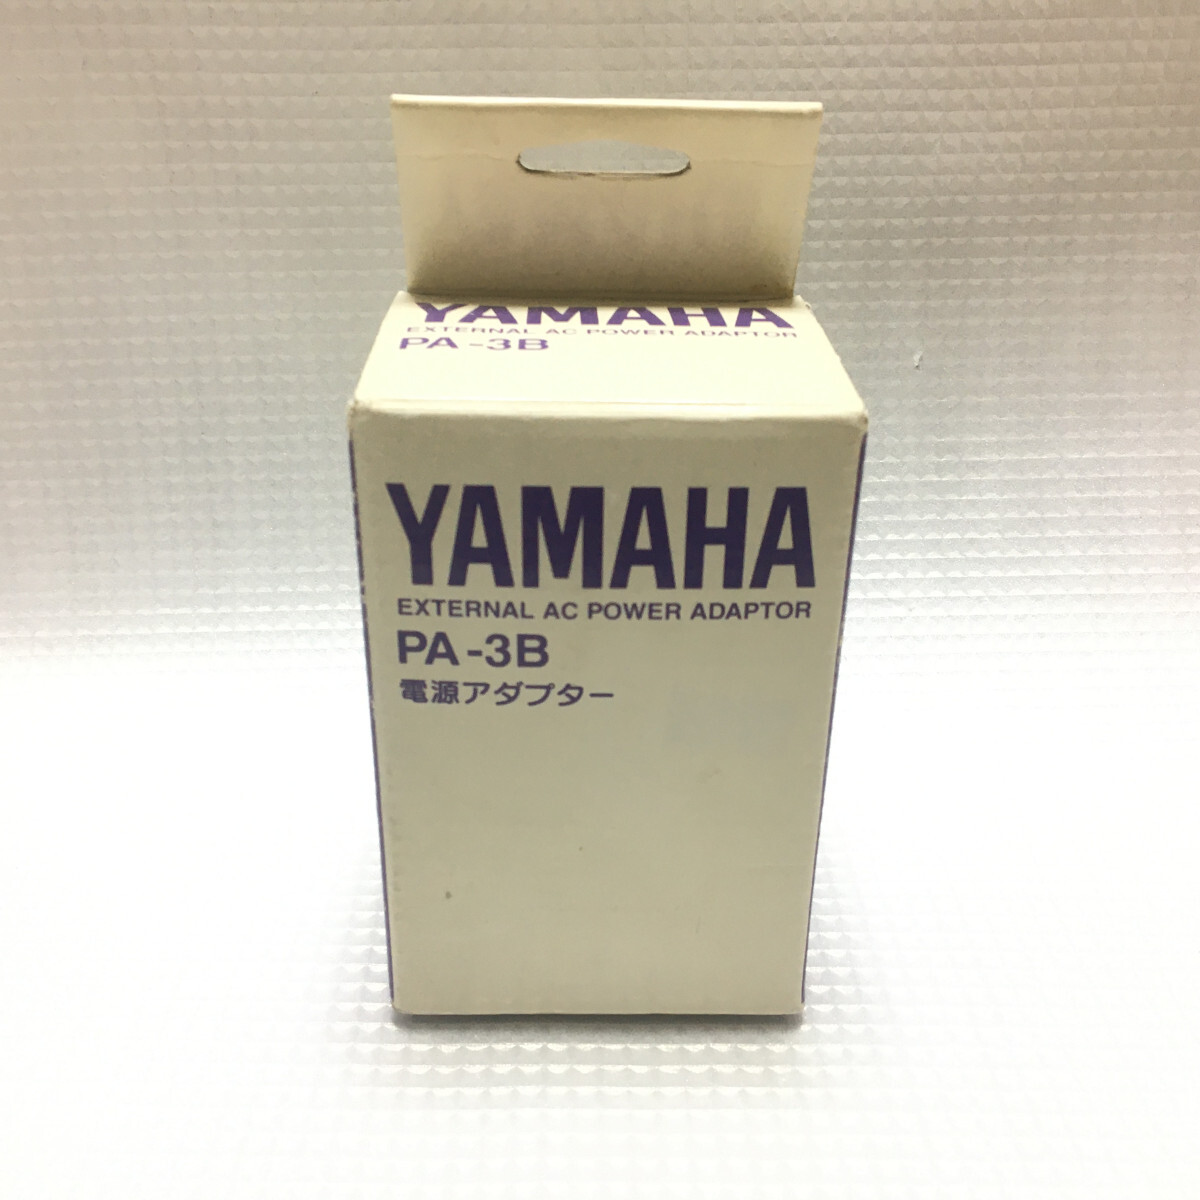 YAMAHA
EXTERNAL AC POWER ADAPTOR
PA-3B
YAMAHA
EXTERNAL AC POWER ADAPTOR
PA-3B
電源アダプター